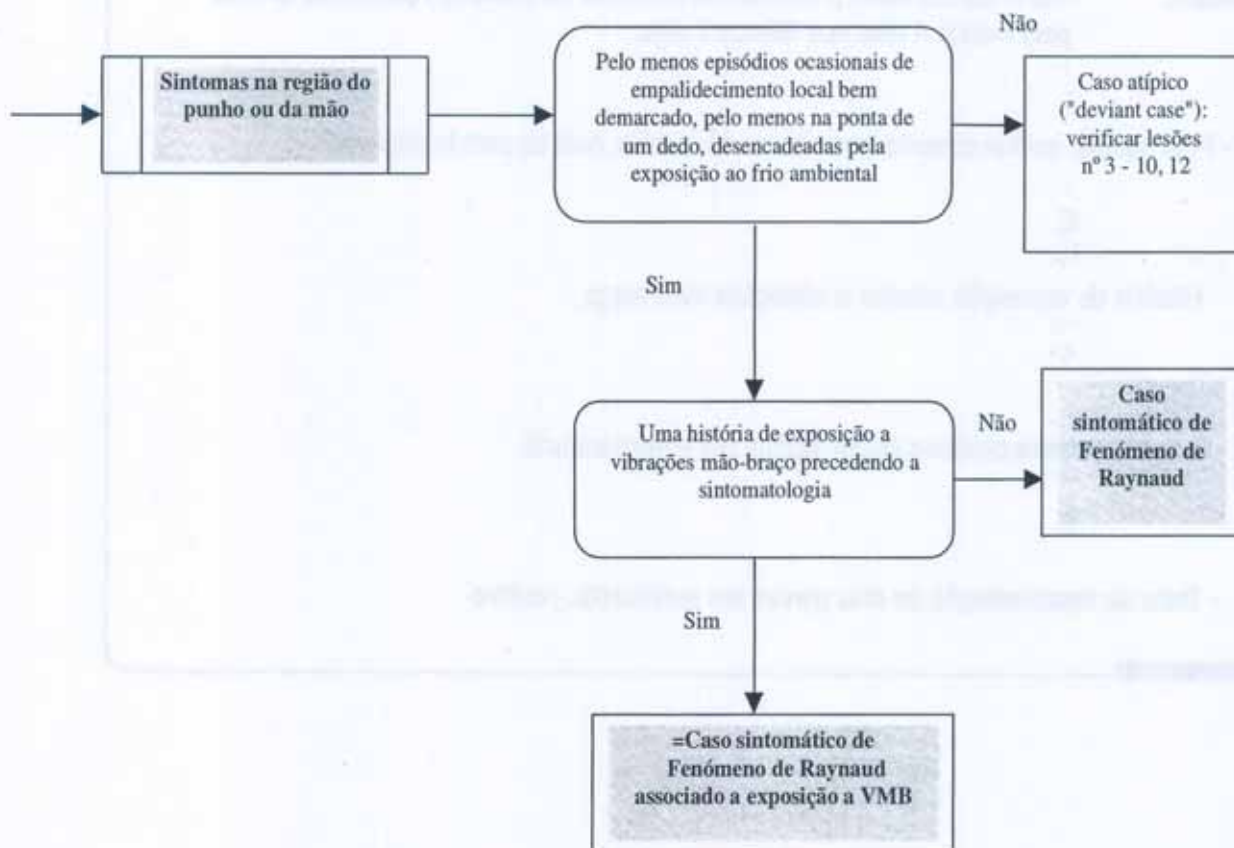 Sintomas na região do
punho ou da mão
Pelo menos episódios ocasionais de
empalidecimento local bem
demarcado, pelo menos na ponta de
um dedo, desencadeadas pela
exposição ao frio ambiental
Não
Caso atípico
("deviant case"):
verificar lesões
nº 3 - 10, 12
Sim
Uma história de exposição a
vibrações mão-braço precedendo a
sintomatologia
Não
Caso
sintomático de
Fenómeno de
Raynaud
Sim
=Caso sintomático de
Fenómeno de Raynaud
associado a exposição a VMB